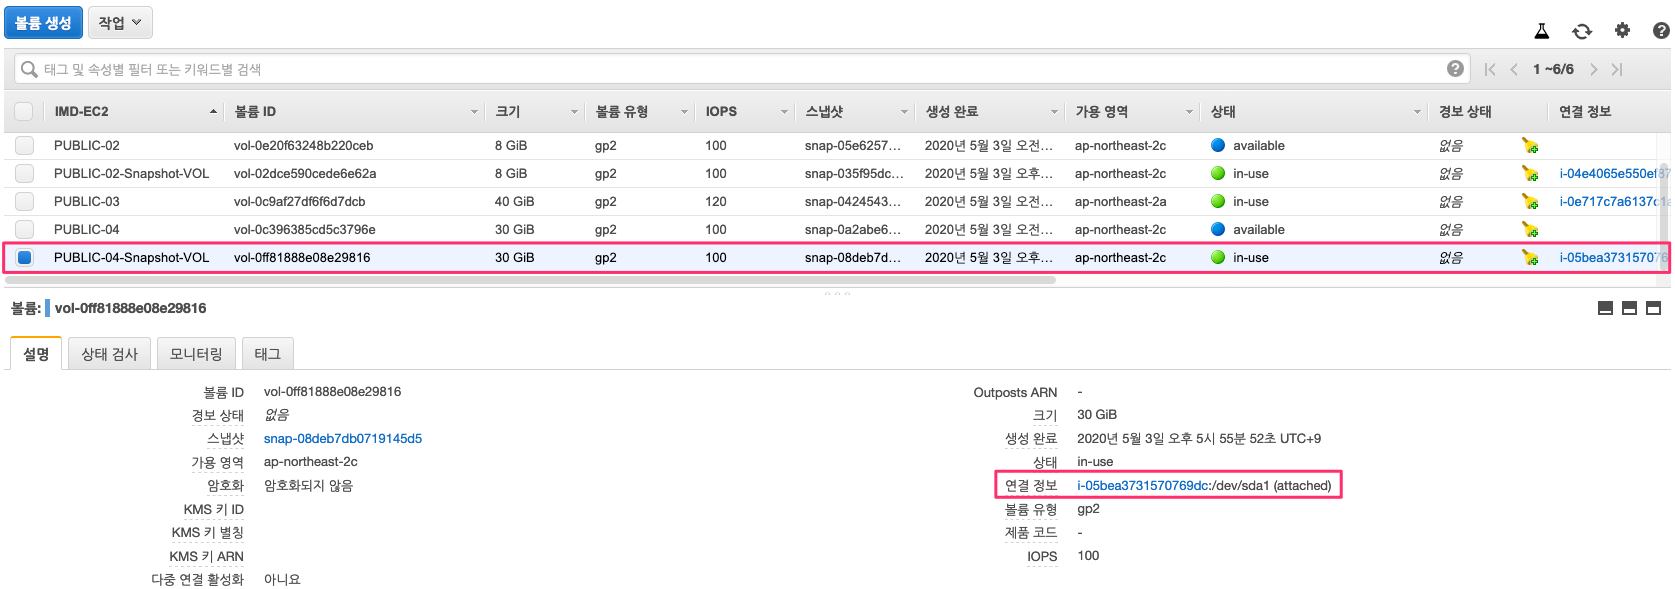 볼륨 생성 작업
태그 및 속성별 필터 또는 키워드별 검색 1 ~6/6
IMD-EC2 볼륨 ID 크기 볼륨 유형 IOPS 스냅샷 생성 완료 가용 영역 상태 경보 상태 연결 정보
PUBLIC-02 vol-0e20f63248b220ceb 8 GiB gp2 100 snap-05e6257... 2020년 5월 3일 오전... ap-northeast-2c available 없음
PUBLIC-02-Snapshot-VOL vol-02dce590cede6e62a 8 GiB gp2 100 snap-035f95dc... 2020년 5월 3일 오후... ap-northeast-2c in-use 없음 i-04e4065e550ef87
PUBLIC-03 vol-0c9af27df6f6d7dcb 40 GiB gp2 120 snap-0424543... 2020년 5월 3일 오전... ap-northeast-2a in-use 없음 i-0e717c7a6137c1a
PUBLIC-04 vol-0c396385cd5c3796e 30 GiB gp2 100 snap-0a2abe6... 2020년 5월 3일 오전... ap-northeast-2c available 없음
PUBLIC-04-Snapshot-VOL vol-0ff81888e08e29816 30 GiB gp2 100 snap-08deb7d... 2020년 5월 3일 오후... ap-northeast-2c in-use 없음 i-05bea373157076
볼륨: vol-0ff81888e08e29816
설명 상태 검사 모니터링 태그
볼륨 ID vol-0ff81888e08e29816 Outposts ARN -
경보 상태 없음 크기 30 GiB
스냅샷 snap-08deb7db0719145d5 생성 완료 2020년 5월 3일 오후 5시 55분 52초 UTC+9
가용 영역 ap-northeast-2c 상태 in-use
암호화 암호화되지 않음 연결 정보 i-05bea3731570769dc:/dev/sda1 (attached)
KMS 키 ID 볼륨 유형 gp2
KMS 키 별칭 제품 코드 -
KMS 키 ARN IOPS 100
다중 연결 활성화 아니요